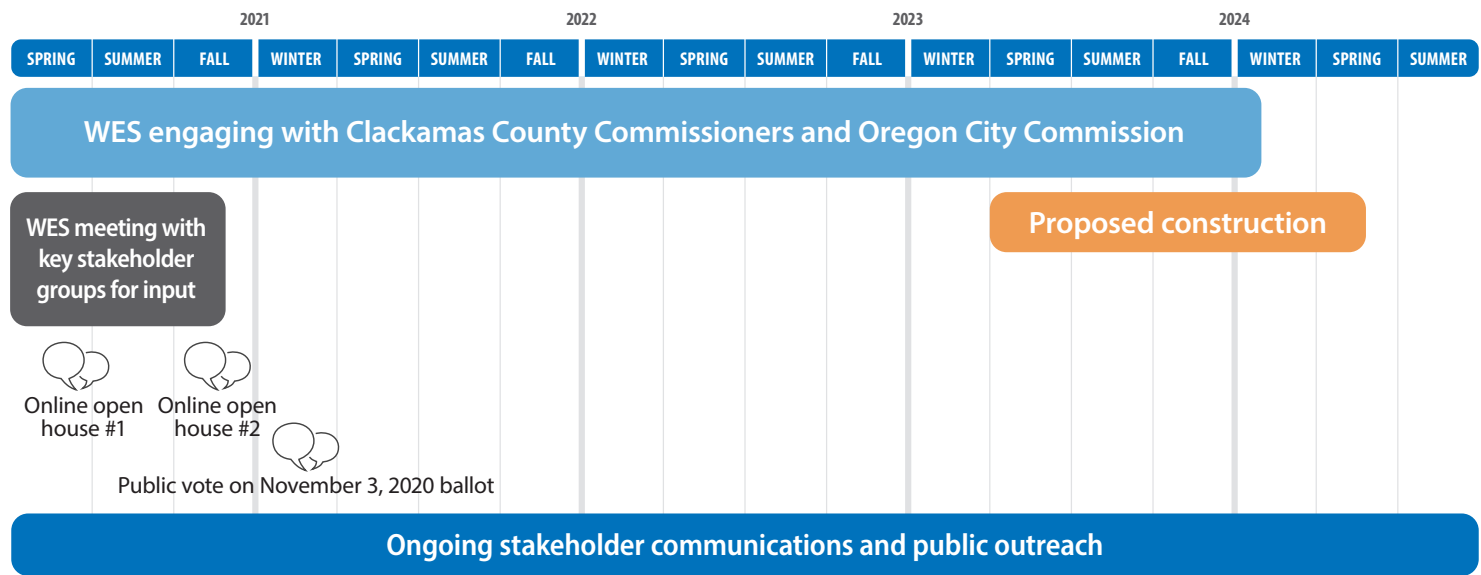 2021 2022 2023 2024
SPRING SUMMER FALL WINTER SPRING SUMMER FALL WINTER SPRING SUMMER FALL WINTER SPRING SUMMER FALL WINTER SPRING SUMMER
WES engaging with Clackamas County Commissioners and Oregon City Commission
WES meeting with
key stakeholder
groups for input
Proposed construction
Online open
house #1
Online open
house #2
Public vote on November 3, 2020 ballot
Ongoing stakeholder communications and public outreach